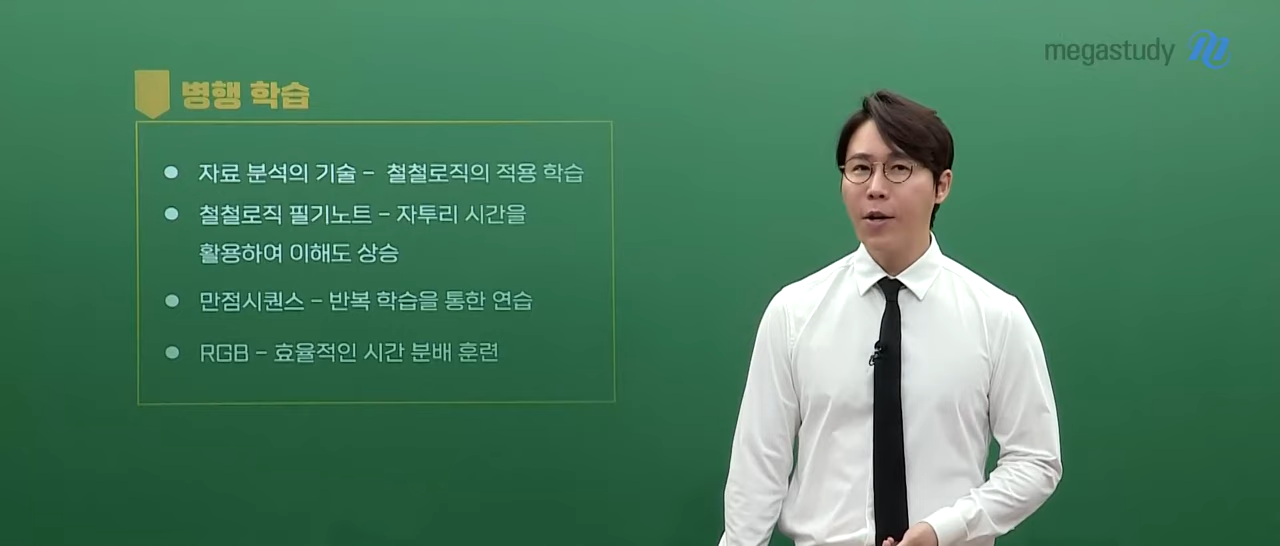 megastudy
병행 학습
자료 분석의 기술 - 철철로직의 적용 학습
철철로직 필기노트 - 자투리 시간을
활용하여 이해도 상승
만점시퀀스 - 반복 학습을 통한 연습
RGB - 효율적인 시간 분배 훈련